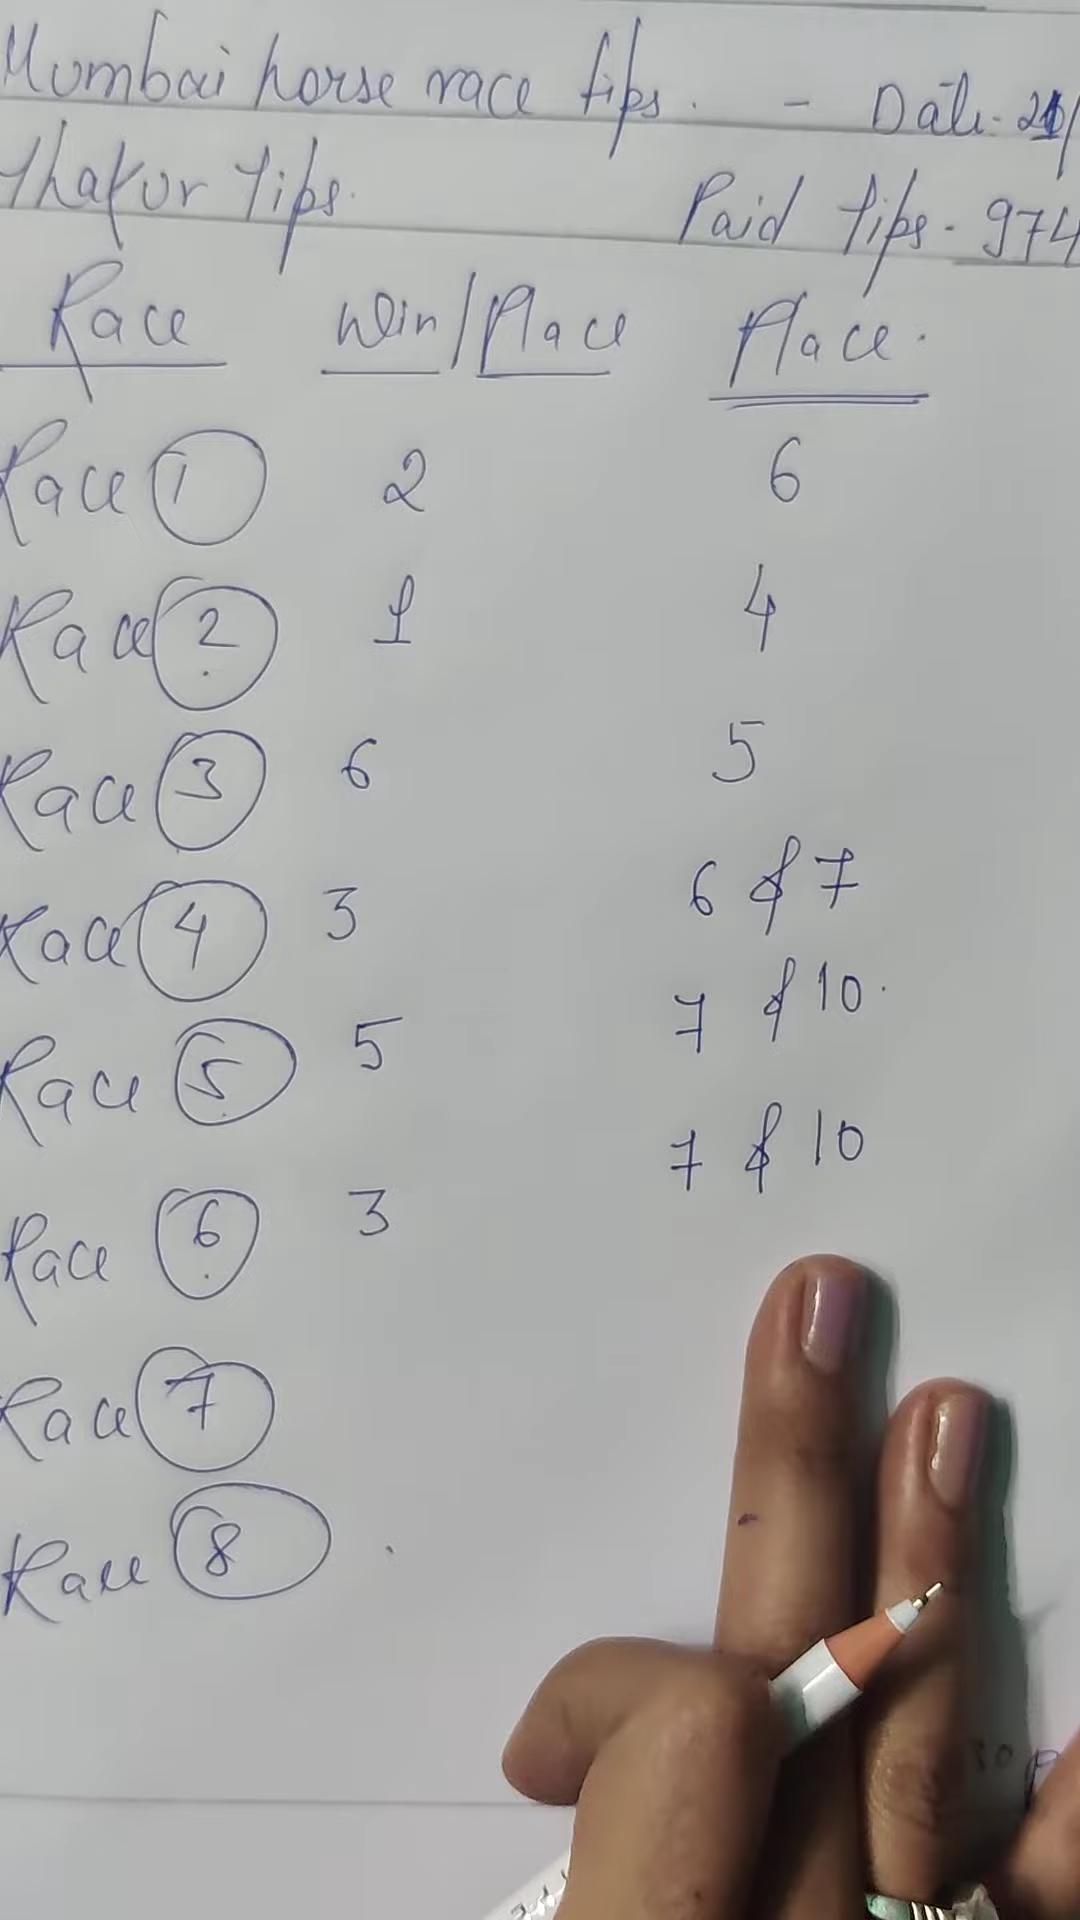 Mumbai horse race tips. - Date: 21/
Thakur Tips. Paid tips - 974
Race Win/Place Place.
Race 1 2 6
Race 2 1 4
Race 3 6 5
Race 4 3 6 & 7
Race 5 5 7 & 10.
Race 6 3 7 & 10
Race 7
Race 8 .